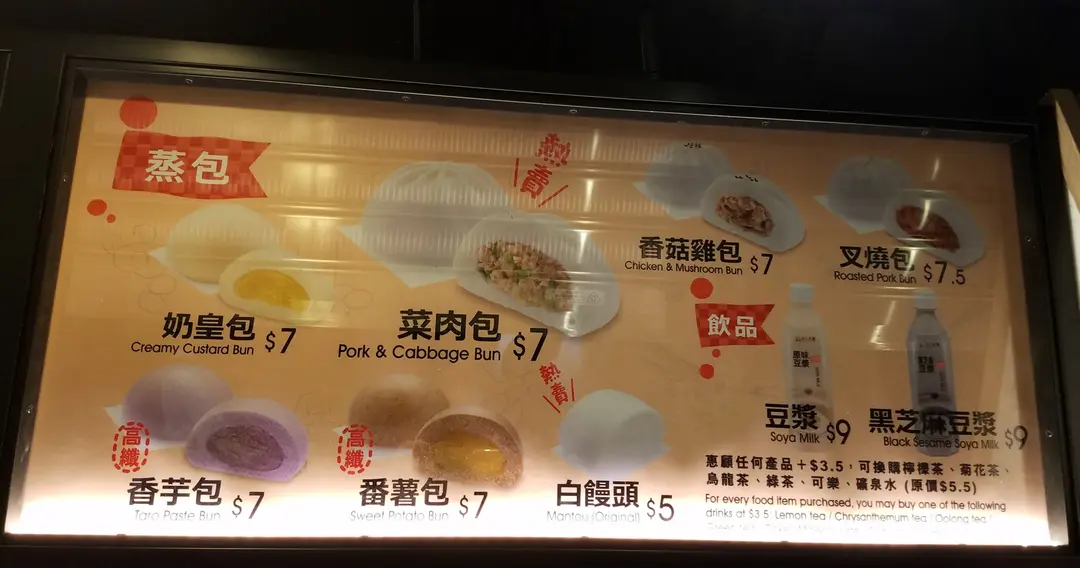 蒸包
奶皇包
Creamy Custard Bun $7
熱賣
菜肉包
Pork & Cabbage Bun $7
香菇雞包
Chicken & Mushroom Bun $7
叉燒包
Roasted Pork Bun $7.5
高纖
香芋包
Taro Paste Bun $7
高纖
番薯包
Sweet Potato Bun $7
熱賣
白饅頭
Mantou (Original) $5
飲品
原味
豆漿
豆漿
Soya Milk $9
黑芝麻豆漿
Black Sesame Soya Milk $9
惠顧任何產品+$3.5，可換購檸檬茶、菊花茶、
烏龍茶、綠茶、可樂、礦泉水 (原價$5.5)
For every food item purchased, you may buy one of the following
drinks at $3.5: Lemon tea / Chrysanthemum tea / Oolong tea /